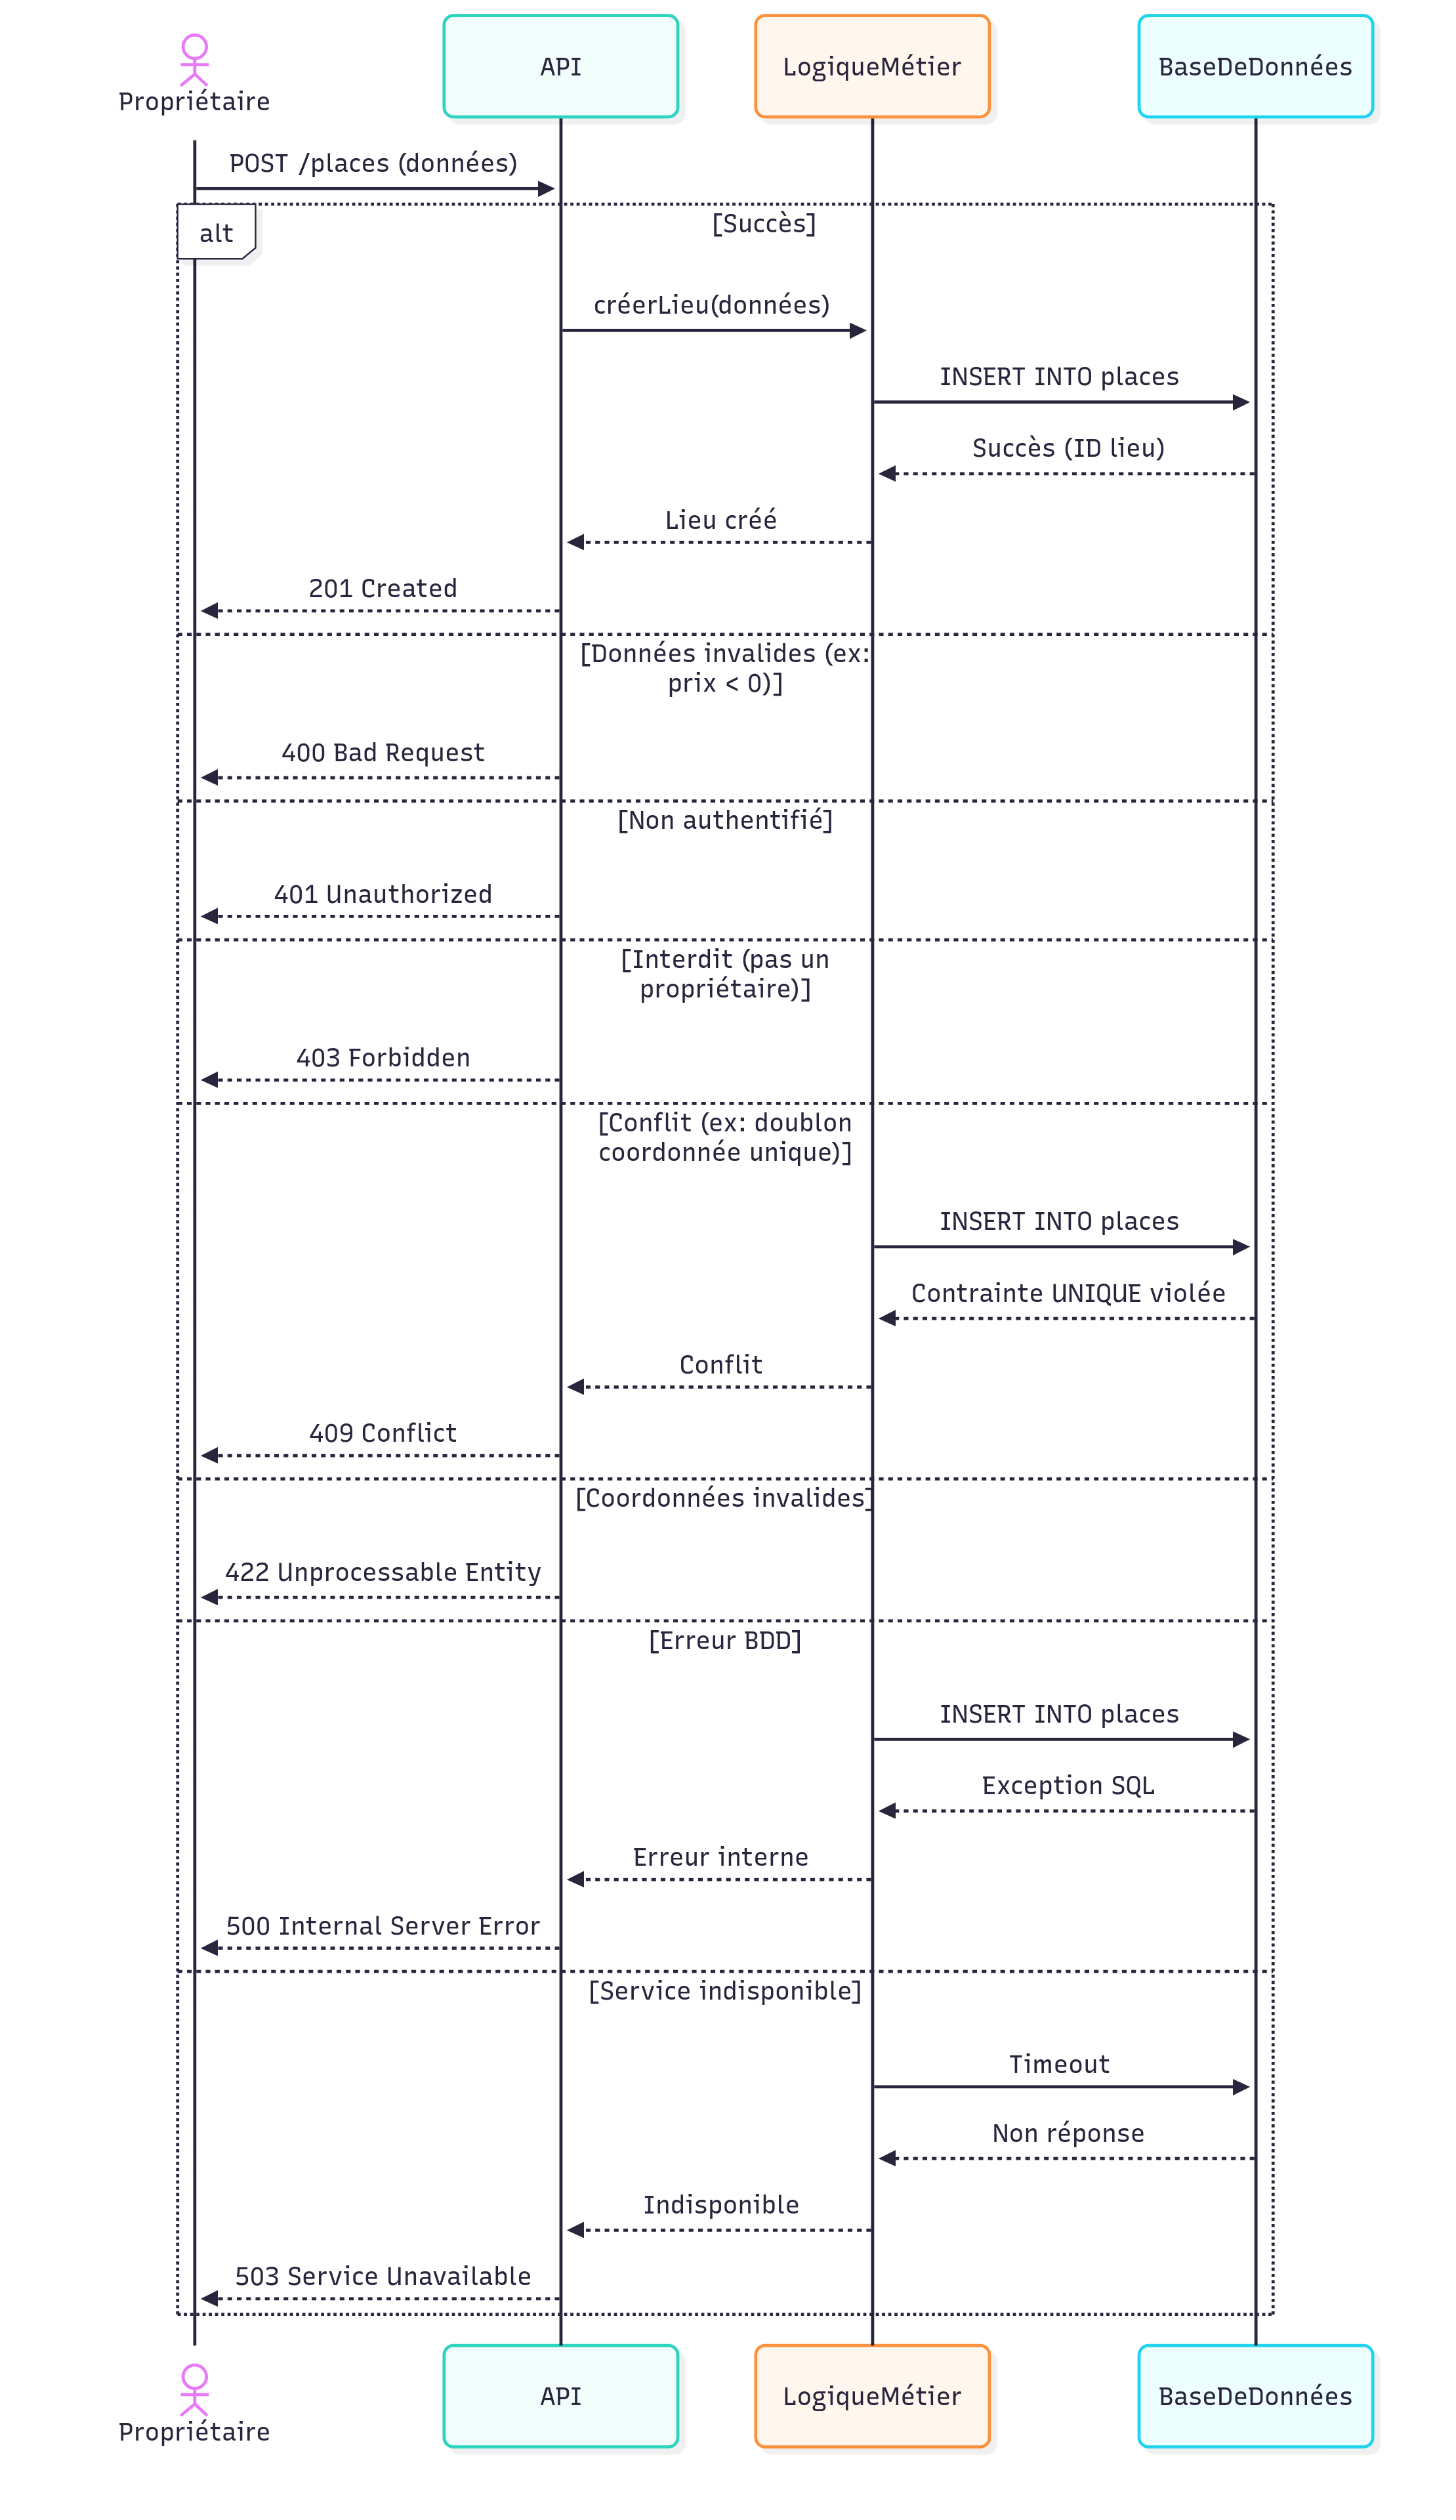 Propriétaire
API
LogiqueMétier
BaseDeDonnées
POST /places (données)
alt
[Succès]
créerLieu(données)
INSERT INTO places
Succès (ID lieu)
Lieu créé
201 Created
[Données invalides (ex:
prix < 0)]
400 Bad Request
[Non authentifié]
401 Unauthorized
[Interdit (pas un
propriétaire)]
403 Forbidden
[Conflit (ex: doublon
coordonnée unique)]
INSERT INTO places
Contrainte UNIQUE violée
Conflit
409 Conflict
[Coordonnées invalides]
422 Unprocessable Entity
[Erreur BDD]
INSERT INTO places
Exception SQL
Erreur interne
500 Internal Server Error
[Service indisponible]
Timeout
Non réponse
Indisponible
503 Service Unavailable
Propriétaire
API
LogiqueMétier
BaseDeDonnées